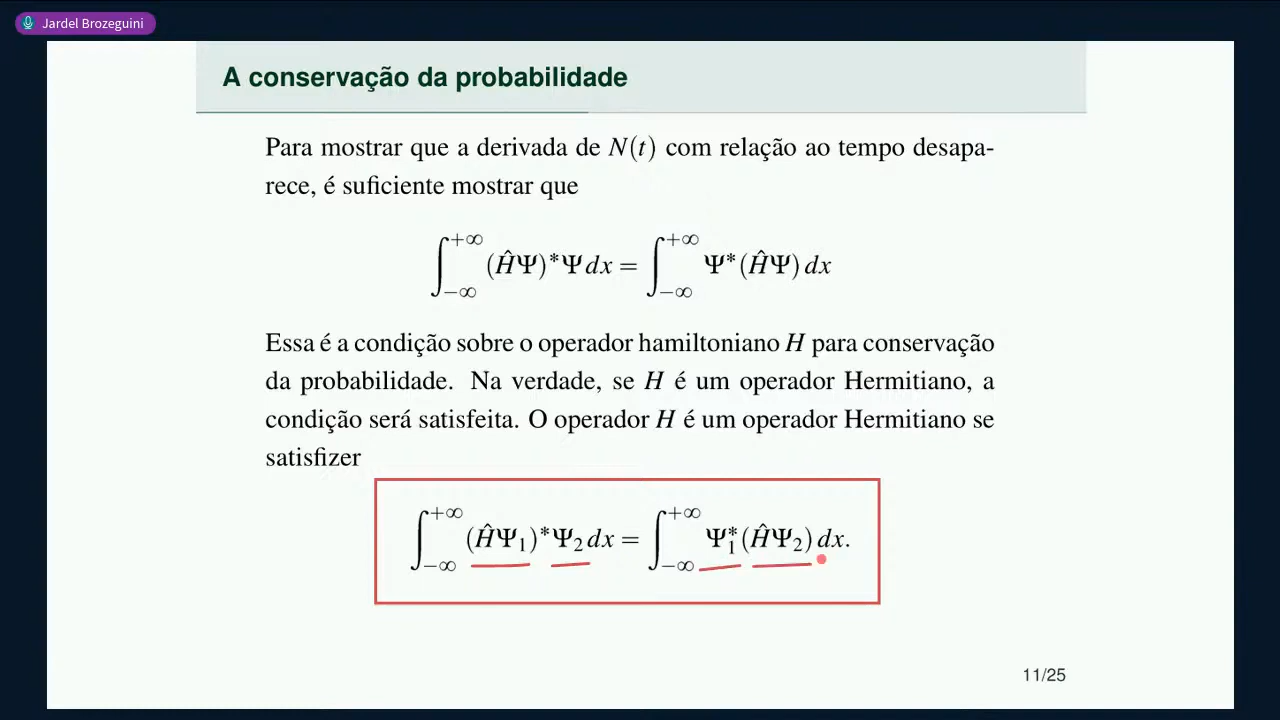 Jardel Brozeguini
A conservação da probabilidade
Para mostrar que a derivada de N(t) com relação ao tempo desapa-
rece, é suficiente mostrar que
∫_{−∞}^{+∞} (ĤΨ)*Ψ dx = ∫_{−∞}^{+∞} Ψ*(ĤΨ) dx
Essa é a condição sobre o operador hamiltoniano H para conservação
da probabilidade. Na verdade, se H é um operador Hermitiano, a
condição será satisfeita. O operador H é um operador Hermitiano se
satisfizer
∫_{−∞}^{+∞} (ĤΨ₁)*Ψ₂ dx = ∫_{−∞}^{+∞} Ψ₁*(ĤΨ₂) dx.
11/25